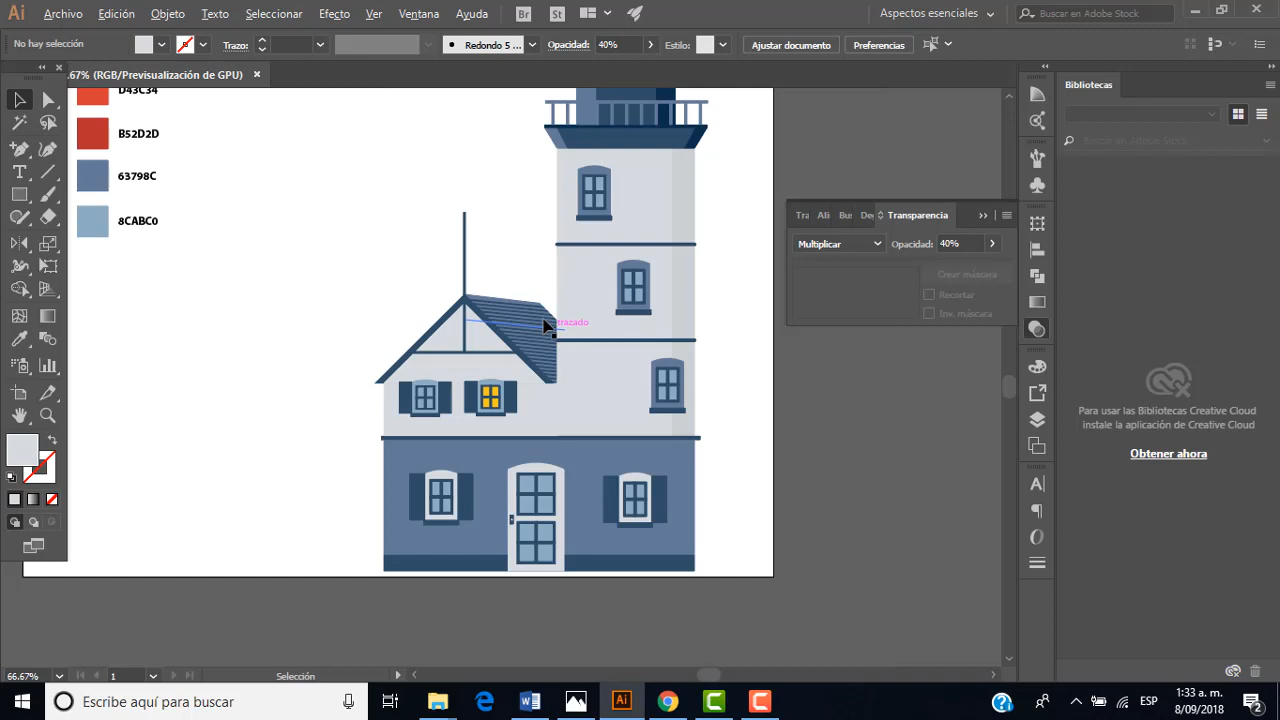 Ai Archivo Edición Objeto Texto Seleccionar Efecto Ver Ventana Ayuda Br St Aspectos esenciales Buscar en Adobe Stock
No hay selección Trazo: Redondo 5 ... Opacidad: 40% Estilo: Ajustar documento Preferencias
.67% (RGB/Previsualización de GPU) ×
Bibliotecas
D43C34
B52D2D
63798C
8CABC0
Buscar en Adobe Stock
Tra Ali Bus Deg Transparencia
Multiplicar Opacidad: 40%
Crear máscara
Recortar
Inv. máscara
trazado
Para usar las Bibliotecas Creative Cloud
instale la aplicación de Creative Cloud
Obtener ahora
66.67% 1 Selección
Escribe aquí para buscar
ESP
1:33 a. m.
8/09/2018
2